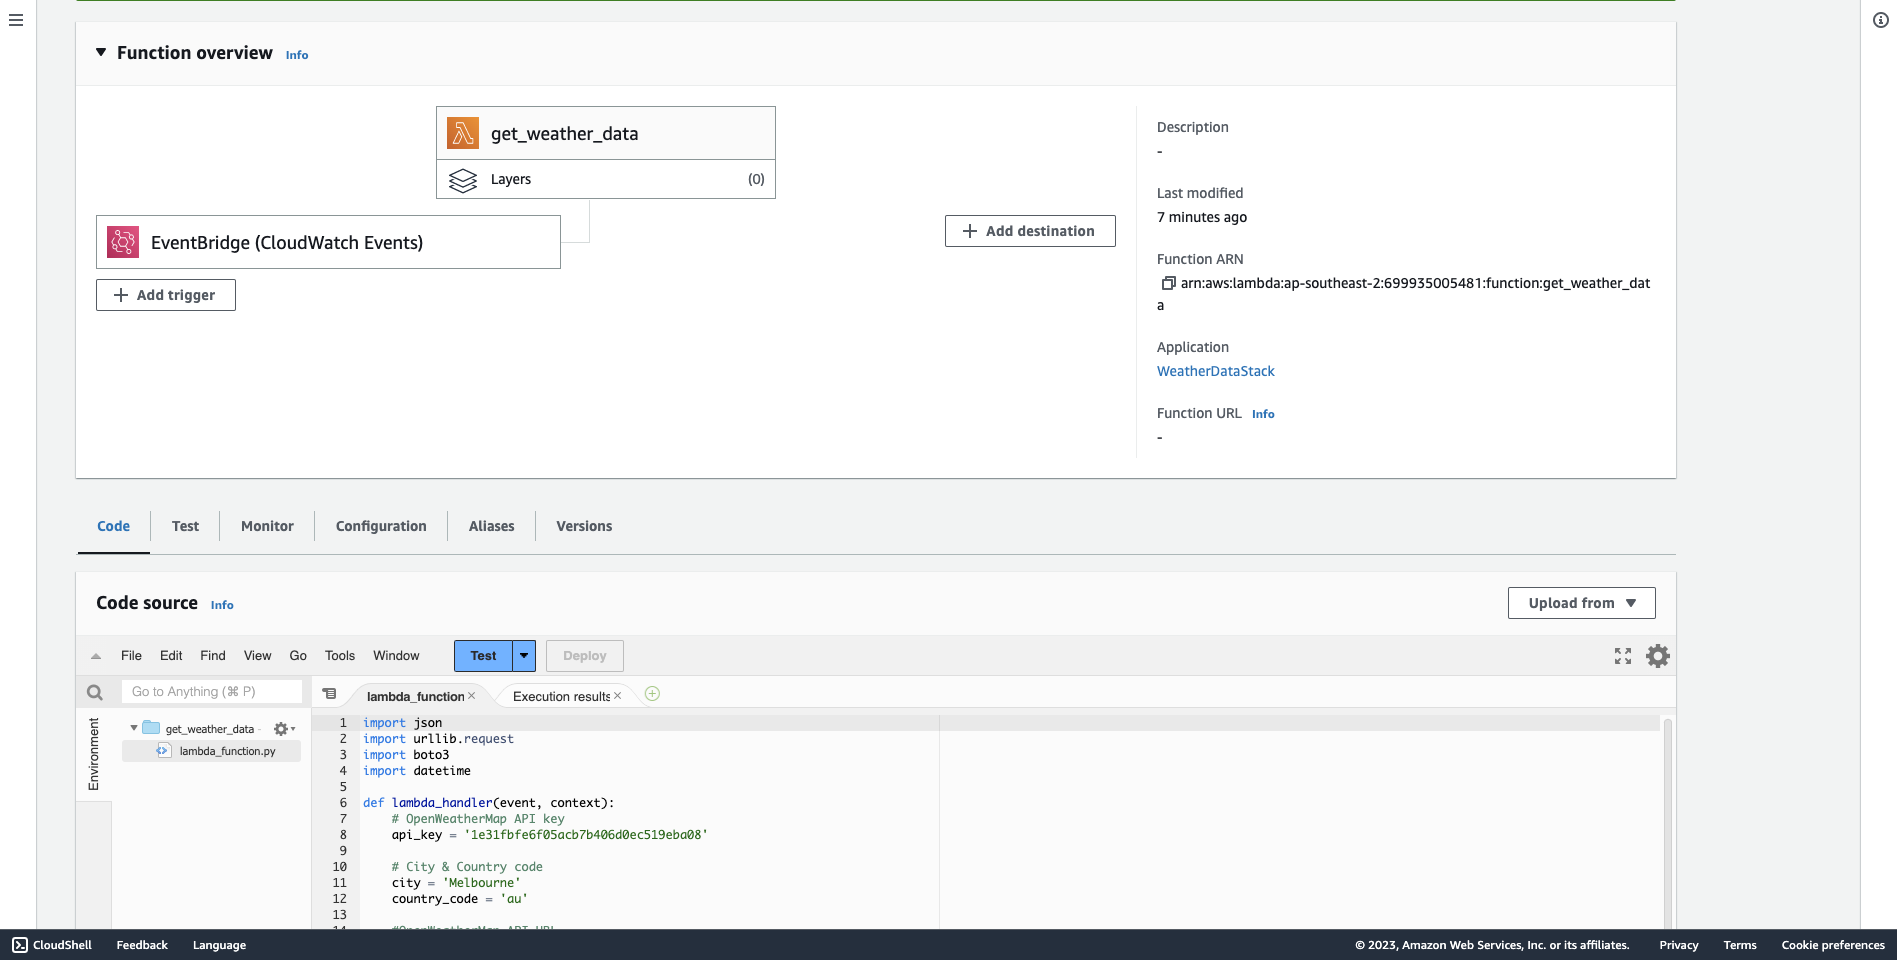 Function overview Info
get_weather_data
Layers (0)
EventBridge (CloudWatch Events)
Add trigger
Add destination
Description
-
Last modified
7 minutes ago
Function ARN
arn:aws:lambda:ap-southeast-2:699935005481:function:get_weather_dat
a
Application
WeatherDataStack
Function URL Info
-
Code Test Monitor Configuration Aliases Versions
Code source Info
Upload from
File Edit Find View Go Tools Window Test Deploy
Go to Anything (⌘ P)
lambda_function × Execution results ×
Environment
get_weather_data -
lambda_function.py
1 import json
2 import urllib.request
3 import boto3
4 import datetime
5
6 def lambda_handler(event, context):
7 # OpenWeatherMap API key
8 api_key = '1e31fbfe6f05acb7b406d0ec519eba08'
9
10 # City & Country code
11 city = 'Melbourne'
12 country_code = 'au'
13
14 #OpenWeatherMap API URL
CloudShell Feedback Language
© 2023, Amazon Web Services, Inc. or its affiliates. Privacy Terms Cookie preferences